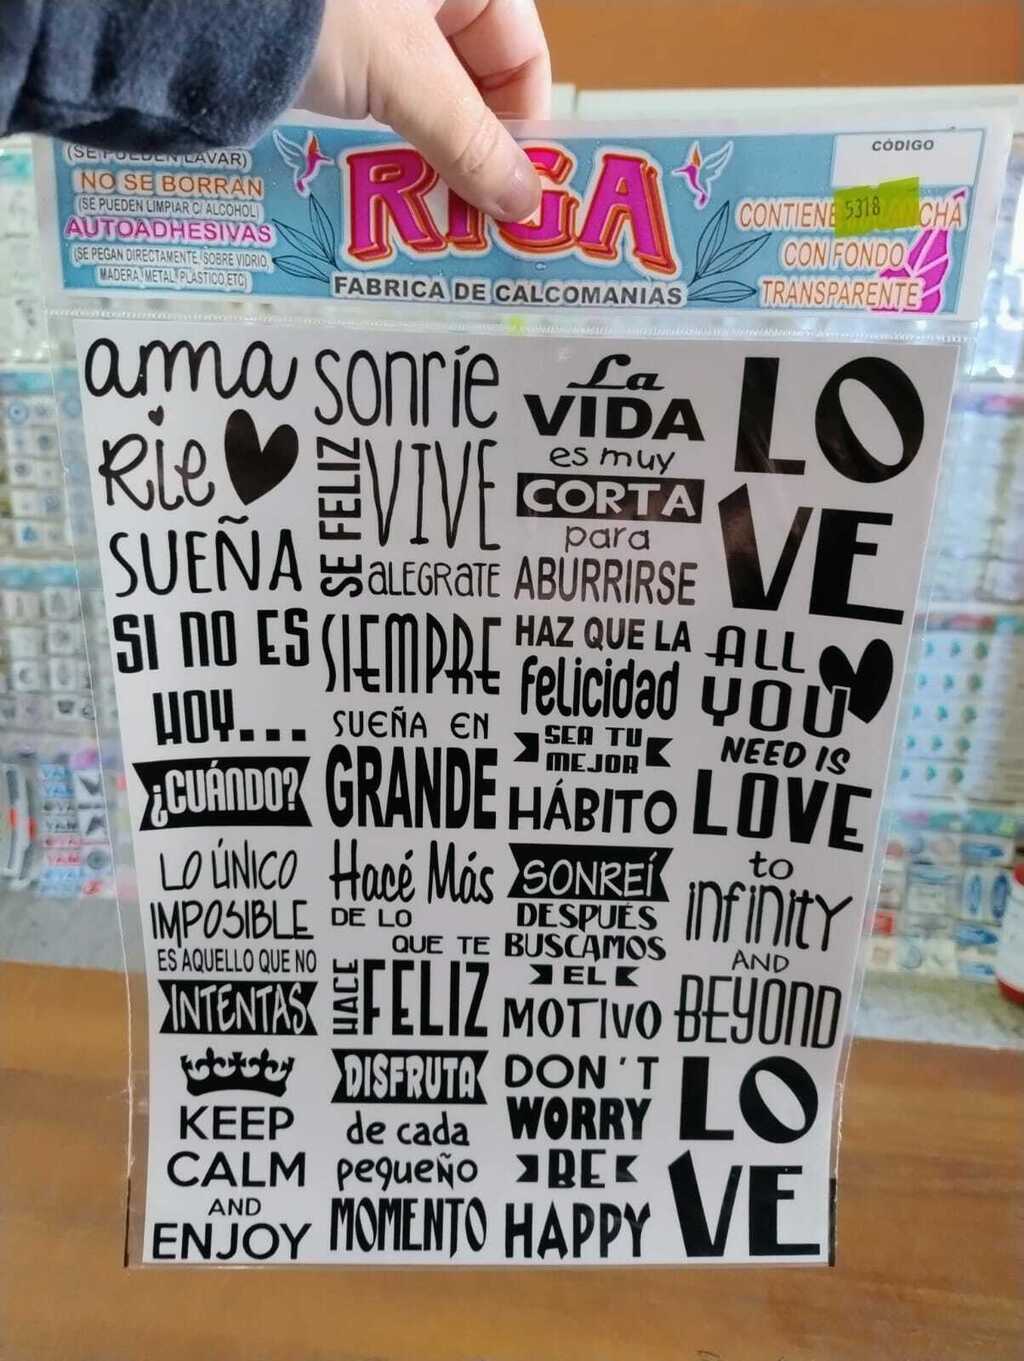 (SE PUEDEN LAVAR)
NO SE BORRAN
(SE PUEDEN LIMPIAR C/ ALCOHOL)
AUTOADHESIVAS
(SE PEGAN DIRECTAMENTE, SOBRE VIDRIO,
MADERA, METAL, PLASTICO, ETC)
RIGA
FABRICA DE CALCOMANIAS
CÓDIGO
5318
CONTIENE
CON FONDO
TRANSPARENTE
ama
Rie
SUEÑA
SI NO ES
HOY...
¿CUÁNDO?
LO ÚNICO
IMPOSIBLE
ES AQUELLO QUE NO
INTENTAS
KEEP
CALM
AND
ENJOY
sonríe
SE FELIZ
VIVE
ALEGRATE
SIEMPRE
SUEÑA EN
GRANDE
Hacé Más
DE LO
QUE TE
HACE
FELIZ
DISFRUTA
de cada
pequeño
MOMENTO
La
VIDA
es muy
CORTA
para
ABURRIRSE
HAZ QUE LA
felicidad
SEA TU
MEJOR
HÁBITO
SONREÍ
DESPUÉS
BUSCAMOS
EL
MOTIVO
DON'T
WORRY
BE
HAPPY
LO
VE
ALL
YOU
NEED IS
LOVE
to
infinity
AND
BEYOND
LO
VE